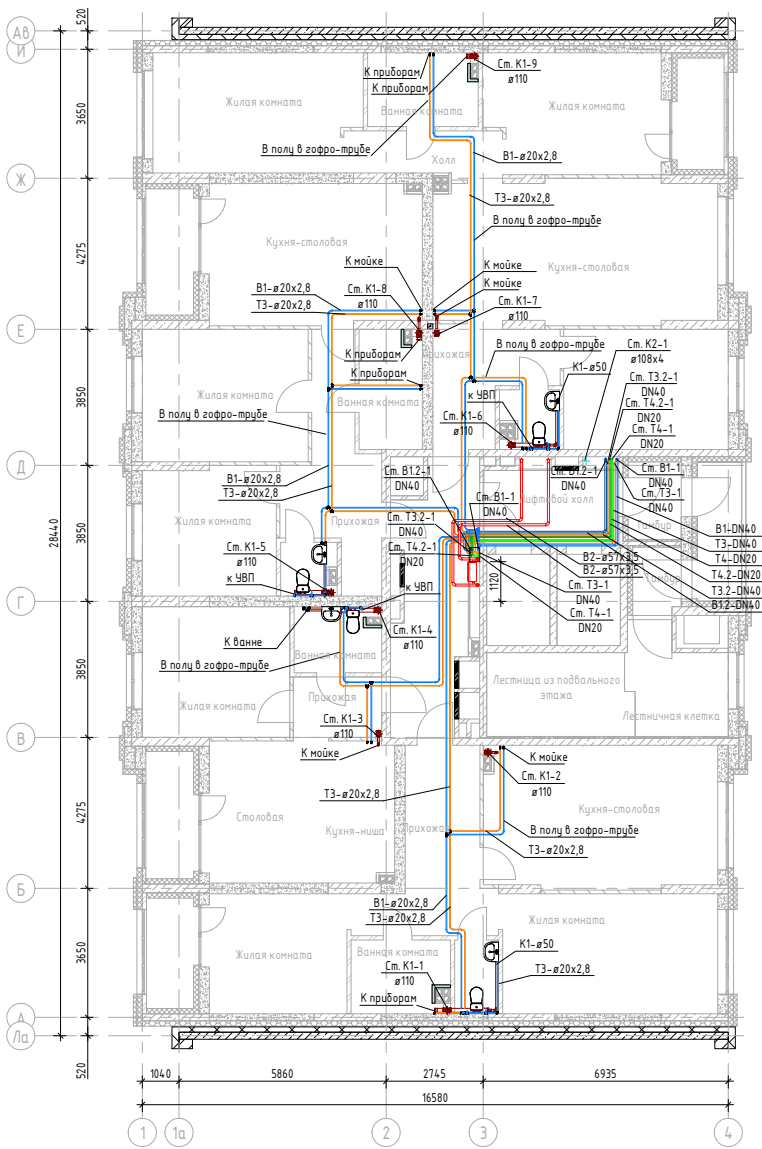 Ав
И
520
Ст. К1-9
ø110
К приборам
К приборам
Жилая комната
Ванная комната
Жилая комната
3650
В полу в гофро-трубе
Холл
В1-ø20х2,8
Ж
Т3-ø20х2,8
В полу в гофро-трубе
4275
Кухня-столовая
К мойке
К мойке
Кухня-столовая
К мойке
В1-ø20х2,8
Ст. К1-8
ø110
Т3-ø20х2,8
Ст. К1-7
ø110
Е
К приборам
Прихожая
В полу в гофро-трубе
Ст. К2-1
ø108х4
К1-ø50
К приборам
Жилая комната
Ванная комната
Ст. Т3.2-1
DN40
Ст. Т4.2-1
DN20
Ст. Т4-1
DN20
к УВП
3850
В полу в гофро-трубе
Ст. К1-6
ø110
Д
В1-ø20х2,8
Т3-ø20х2,8
Ст. В1.2-1
DN40
Ст. В1.2-1
DN40
Лифтовой холл
Ст. В1-1
DN40
Ст. Т3-1
DN40
Ст. В1-1
DN40
28440
3850
Жилая комната
Прихожая
Ст. Т3.2-1
DN40
Ст. Т4.2-1
DN20
Тамбур
В1-DN40
Т3-DN40
Т4-DN20
Т4.2-DN20
Т3.2-DN40
В1.2-DN40
Тамбур
В2-ø57х3,5
В2-ø57х3,5
Ст. К1-5
ø110
к УВП
1120
Ст. Т3-1
DN40
Ст. Т4-1
DN20
к УВП
Г
К ванне
Ст. К1-4
ø110
Ванная комната
В полу в гофро-трубе
3850
Лестница из подвального
этажа
Прихожая
Жилая комната
Лестничная клетка
Ст. К1-3
ø110
В
К мойке
К мойке
Ст. К1-2
ø110
4275
Т3-ø20х2,8
Столовая
Кухня-ниша
Прихожая
Кухня-столовая
В полу в гофро-трубе
Т3-ø20х2,8
Б
В1-ø20х2,8
Т3-ø20х2,8
Жилая комната
3650
Жилая комната
Ванная комната
К1-ø50
Ст. К1-1
ø110
Т3-ø20х2,8
К приборам
А
Ла
520
1040
5860
2745
6935
16580
1
1а
2
3
4